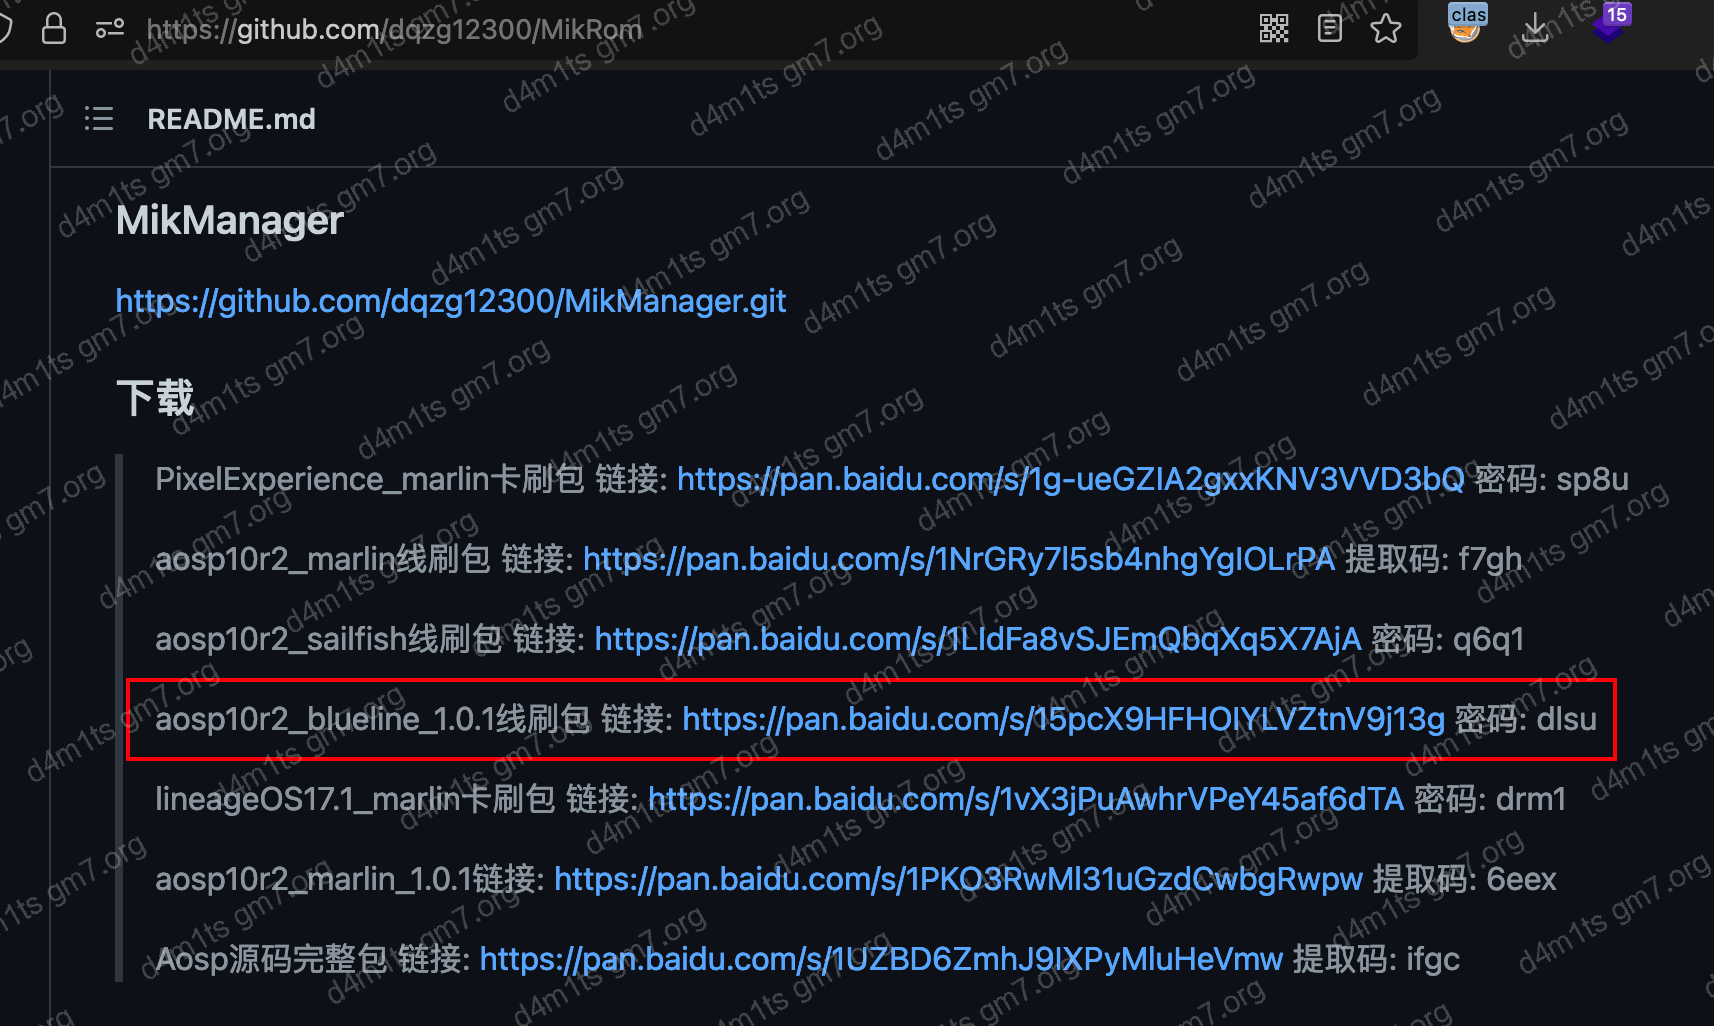 https://github.com/dqzg12300/MikRom
clas
15
README.md
MikManager
https://github.com/dqzg12300/MikManager.git
下载
PixelExperience_marlin卡刷包 链接: https://pan.baidu.com/s/1g-ueGZIA2gxxKNV3VVD3bQ 密码: sp8u
aosp10r2_marlin线刷包 链接: https://pan.baidu.com/s/1NrGRy7l5sb4nhgYgIOLrPA 提取码: f7gh
aosp10r2_sailfish线刷包 链接: https://pan.baidu.com/s/1LIdFa8vSJEmQbqXq5X7AjA 密码: q6q1
aosp10r2_blueline_1.0.1线刷包 链接: https://pan.baidu.com/s/15pcX9HFHOIYLVZtnV9j13g 密码: dlsu
lineageOS17.1_marlin卡刷包 链接: https://pan.baidu.com/s/1vX3jPuAwhrVPeY45af6dTA 密码: drm1
aosp10r2_marlin_1.0.1链接: https://pan.baidu.com/s/1PKO3RwMl31uGzdCwbgRwpw 提取码: 6eex
Aosp源码完整包 链接: https://pan.baidu.com/s/1UZBD6ZmhJ9IXPyMluHeVmw 提取码: ifgc
d4m1ts gm7.org